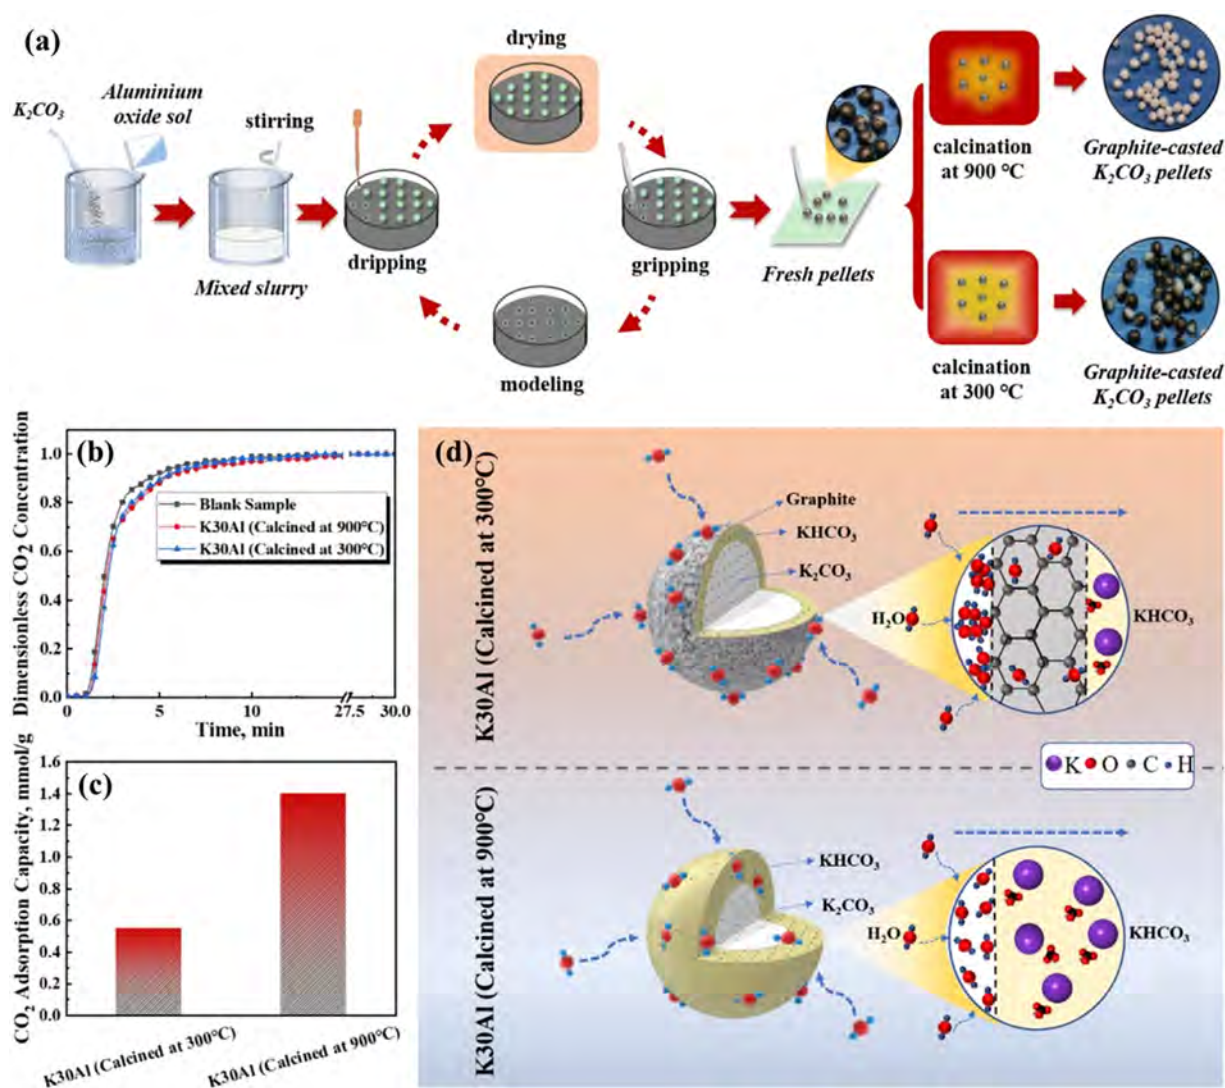 (a)
K₂CO₃
Aluminium
oxide sol
stirring
Mixed slurry
dripping
drying
gripping
modeling
Fresh pellets
calcination
at 900 ℃
Graphite-casted
K₂CO₃ pellets
calcination
at 300 ℃
Graphite-casted
K₂CO₃ pellets
(b)
Dimensionless CO₂ Concentration
1.0
0.8
0.6
0.4
0.2
0.0
Blank Sample
K30Al (Calcined at 900℃)
K30Al (Calcined at 300℃)
0 5 10 27.5 30.0
Time, min
(c)
CO₂ Adsorption Capacity, mmol/g
1.6
1.4
1.2
1.0
0.8
0.6
0.4
0.2
0.0
K30Al (Calcined at 300℃)
K30Al (Calcined at 900℃)
(d)
K30Al (Calcined at 300℃)
Graphite
KHCO₃
K₂CO₃
H₂O
KHCO₃
K O C H
K30Al (Calcined at 900℃)
KHCO₃
K₂CO₃
H₂O
KHCO₃